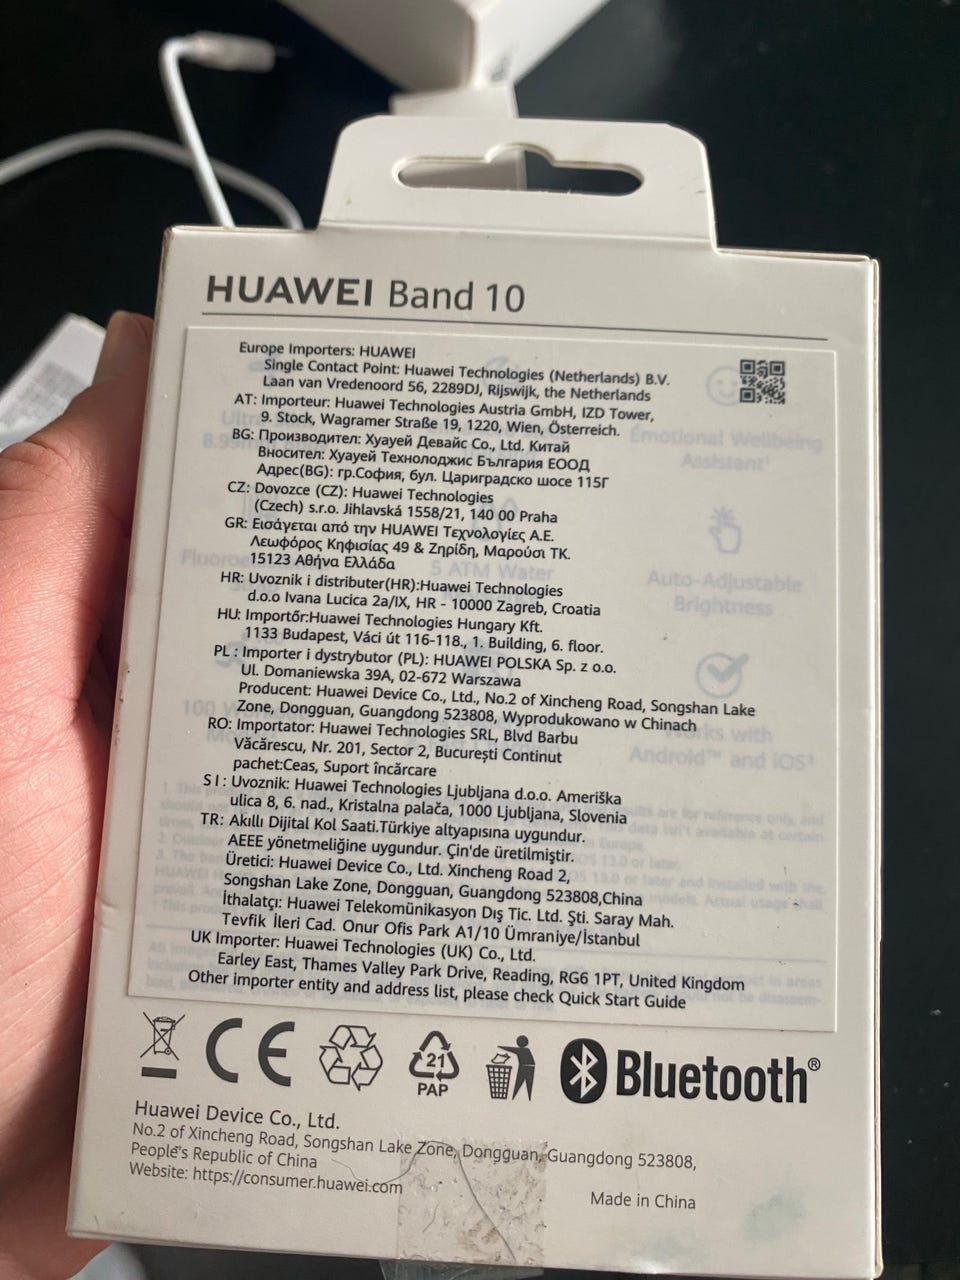 HUAWEI Band 10
Europe Importers: HUAWEI
Single Contact Point: Huawei Technologies (Netherlands) B.V.
Laan van Vredenoord 56, 2289DJ, Rijswijk, the Netherlands
AT: Importeur: Huawei Technologies Austria GmbH, IZD Tower,
9. Stock, Wagramer Straße 19, 1220, Wien, Österreich.
BG: Производител: Хуауей Девайс Co., Ltd. Китай
Вносител: Хуауей Технолоджис България ЕООД
Адрес(BG): гр.София, бул. Цариградско шосе 115Г
CZ: Dovozce (CZ): Huawei Technologies
(Czech) s.r.o. Jihlavská 1558/21, 140 00 Praha
GR: Εισάγεται από την HUAWEI Τεχνολογίες Α.Ε.
Λεωφόρος Κηφισίας 49 & Ζηρίδη, Μαρούσι ΤΚ.
15123 Αθήνα Ελλάδα
HR: Uvoznik i distributer(HR):Huawei Technologies
d.o.o Ivana Lucica 2a/IX, HR - 10000 Zagreb, Croatia
HU: Importőr:Huawei Technologies Hungary Kft.
1133 Budapest, Váci út 116-118., 1. Building, 6. floor.
PL : Importer i dystrybutor (PL): HUAWEI POLSKA Sp. z o.o.
Ul. Domaniewska 39A, 02-672 Warszawa
Producent: Huawei Device Co., Ltd., No.2 of Xincheng Road, Songshan Lake
Zone, Dongguan, Guangdong 523808, Wyprodukowano w Chinach
RO: Importator: Huawei Technologies SRL, Blvd Barbu
Văcărescu, Nr. 201, Sector 2, București Continut
pachet:Ceas, Suport încărcare
SI: Uvoznik: Huawei Technologies Ljubljana d.o.o. Ameriška
ulica 8, 6. nad., Kristalna palača, 1000 Ljubljana, Slovenia
TR: Akıllı Dijital Kol Saati.Türkiye altyapısına uygundur.
AEEE yönetmeliğine uygundur. Çin'de üretilmiştir.
Üretici: Huawei Device Co., Ltd. Xincheng Road 2,
Songshan Lake Zone, Dongguan, Guangdong 523808,China
İthalatçı: Huawei Telekomünikasyon Dış Tic. Ltd. Şti. Saray Mah.
Tevfik İleri Cad. Onur Ofis Park A1/10 Ümraniye/İstanbul
UK Importer: Huawei Technologies (UK) Co., Ltd.
Earley East, Thames Valley Park Drive, Reading, RG6 1PT, United Kingdom
Other importer entity and address list, please check Quick Start Guide
Emotional Wellbeing
Assistant¹
5 ATM Water
Auto-Adjustable
Brightness
Works with
Android™ and iOS³
CE
21
PAP
Bluetooth®
Huawei Device Co., Ltd.
No.2 of Xincheng Road, Songshan Lake Zone, Dongguan, Guangdong 523808,
People's Republic of China
Website: https://consumer.huawei.com
Made in China